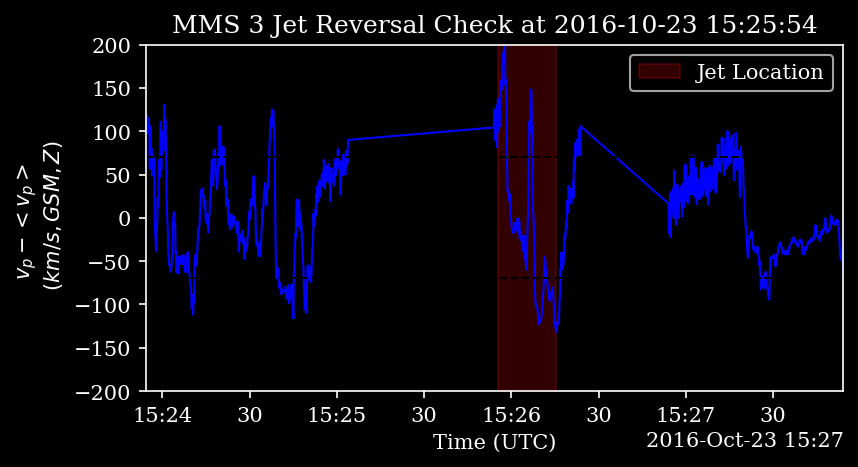 MMS 3 Jet Reversal Check at 2016-10-23 15:25:54
200
150
100
50
0
−50
−100
−150
−200
v_p − < v_p >
(km/s, GSM, Z)
Jet Location
15:24 30 15:25 30 15:26 30 15:27 30
Time (UTC)
2016-Oct-23 15:27